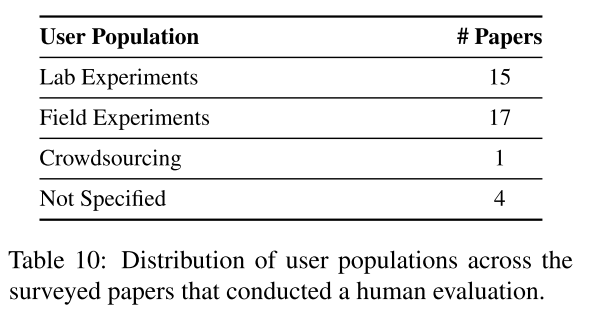 User Population # Papers
Lab Experiments 15
Field Experiments 17
Crowdsourcing 1
Not Specified 4
Table 10: Distribution of user populations across the
surveyed papers that conducted a human evaluation.